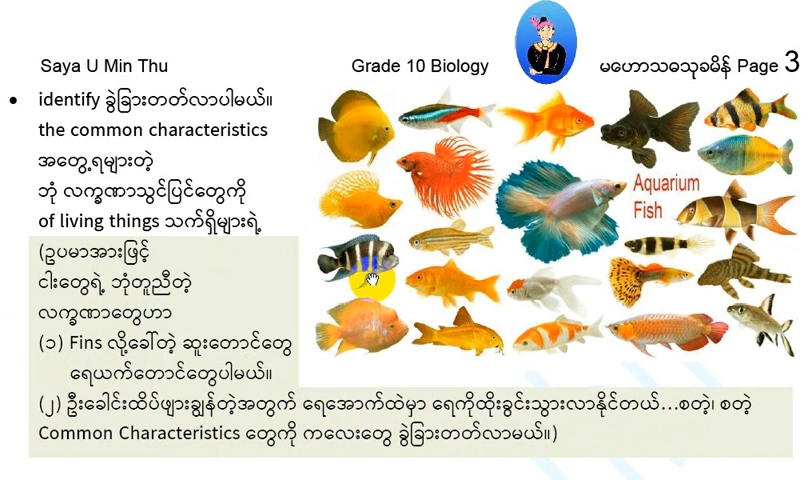 Saya U Min Thu Grade 10 Biology မဟောသဓသုခမိန် Page 3
• identify ခွဲခြားတတ်လာပါမယ်။
the common characteristics
အတွေ့ရများတဲ့
ဘုံ လက္ခဏာသွင်ပြင်တွေကို
of living things သက်ရှိများရဲ့
(ဥပမာအားဖြင့်
ငါးတွေရဲ့ ဘုံတူညီတဲ့
လက္ခဏာတွေဟာ
(၁) Fins လို့ခေါ်တဲ့ ဆူးတောင်တွေ
ရေယက်တောင်တွေပါမယ်။
(၂) ဦးခေါင်းထိပ်ဖျားချွန်တဲ့အတွက် ရေအောက်ထဲမှာ ရေကိုထိုးခွင်းသွားလာနိုင်တယ်...စတဲ့၊ စတဲ့
Common Characteristics တွေကို ကလေးတွေ ခွဲခြားတတ်လာမယ်။)
Aquarium
Fish